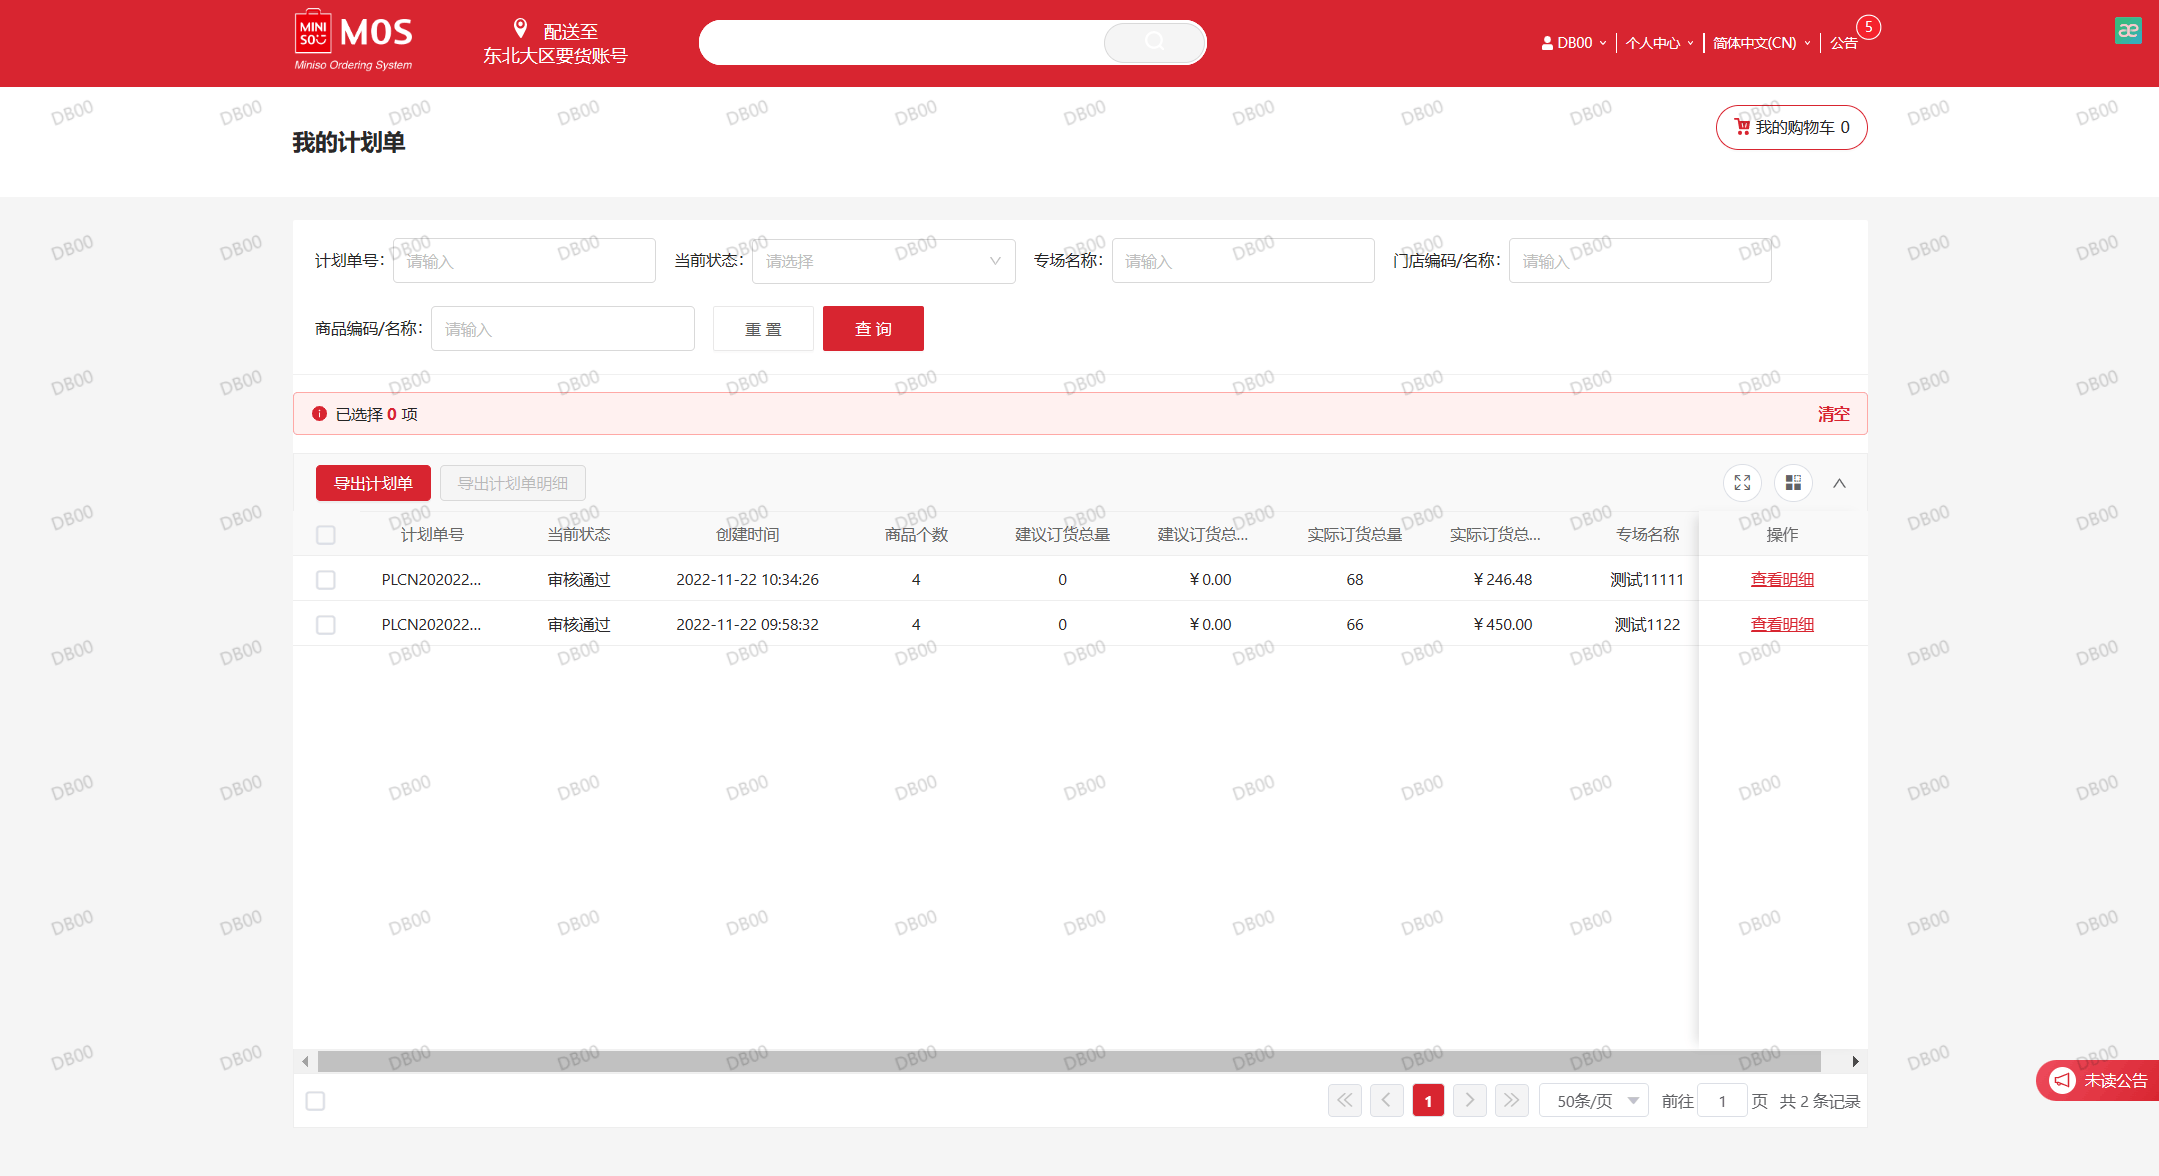 MINI SO MOS
Miniso Ordering System
配送至
东北大区要货账号
DB00 个人中心 简体中文(CN) 公告 5
æ
我的计划单
我的购物车 0
计划单号: 请输入 当前状态: 请选择 专场名称: 请输入 门店编码/名称: 请输入
商品编码/名称: 请输入 重置 查询
已选择 0 项 清空
导出计划单 导出计划单明细
计划单号 当前状态 创建时间 商品个数 建议订货总量 建议订货总... 实际订货总量 实际订货总... 专场名称 操作
PLCN202022... 审核通过 2022-11-22 10:34:26 4 0 ¥0.00 68 ¥246.48 测试11111 查看明细
PLCN202022... 审核通过 2022-11-22 09:58:32 4 0 ¥0.00 66 ¥450.00 测试1122 查看明细
未读公告
1 50条/页 前往 1 页 共 2 条记录